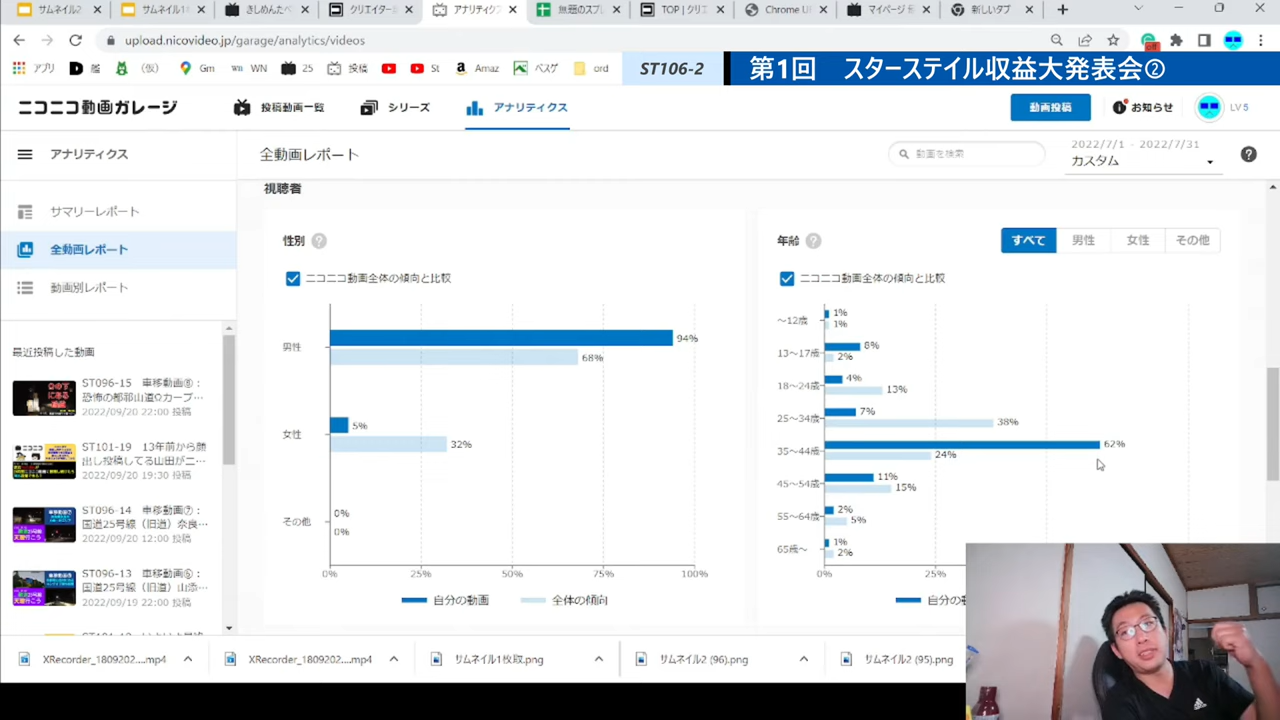 サムネイル2
サムネイル1
きしめんたべ
クリエイター
アナリティク
無題のスプレ
TOP | クリエ
Chrome
マイページ
新しいタブ
upload.nicovideo.jp/garage/analytics/videos
off
アプリ
(仮)
Gm
WN
25
投稿
St
Amaz
ベスゲ
ord
ST106-2
第1回 スターステイル収益大発表会②
ニコニコ動画ガレージ
投稿動画一覧
シリーズ
アナリティクス
動画投稿
お知らせ
LV5
アナリティクス
全動画レポート
動画を検索
2022/7/1 - 2022/7/31
カスタム
サマリーレポート
全動画レポート
動画別レポート
最近投稿した動画
ST096-15 車移動画⑧:
恐怖の都祁山道Ωカーブ…
2022/09/20 22:00 投稿
ST101-19 13年前から顔
出し投稿してる山田がニ…
2022/09/20 19:30 投稿
ST096-14 車移動画⑦:
国道25号線(旧道)奈良…
2022/09/20 12:00 投稿
ST096-13 車移動画⑥:
国道25号線(旧道)山添…
2022/09/19 22:00 投稿
視聴者
性別
ニコニコ動画全体の傾向と比較
男性
94%
68%
女性
5%
32%
その他
0%
0%
0%
25%
50%
75%
100%
自分の動画
全体の傾向
年齢
すべて
男性
女性
その他
ニコニコ動画全体の傾向と比較
~12歳
1%
1%
13~17歳
8%
2%
18~24歳
4%
13%
25~34歳
7%
38%
35~44歳
62%
24%
45~54歳
11%
15%
55~64歳
2%
5%
65歳~
1%
2%
0%
25%
自分の動
XRecorder_1809202....mp4
XRecorder_1809202....mp4
サムネイル1枚取.png
サムネイル2 (96).png
サムネイル2 (95).png